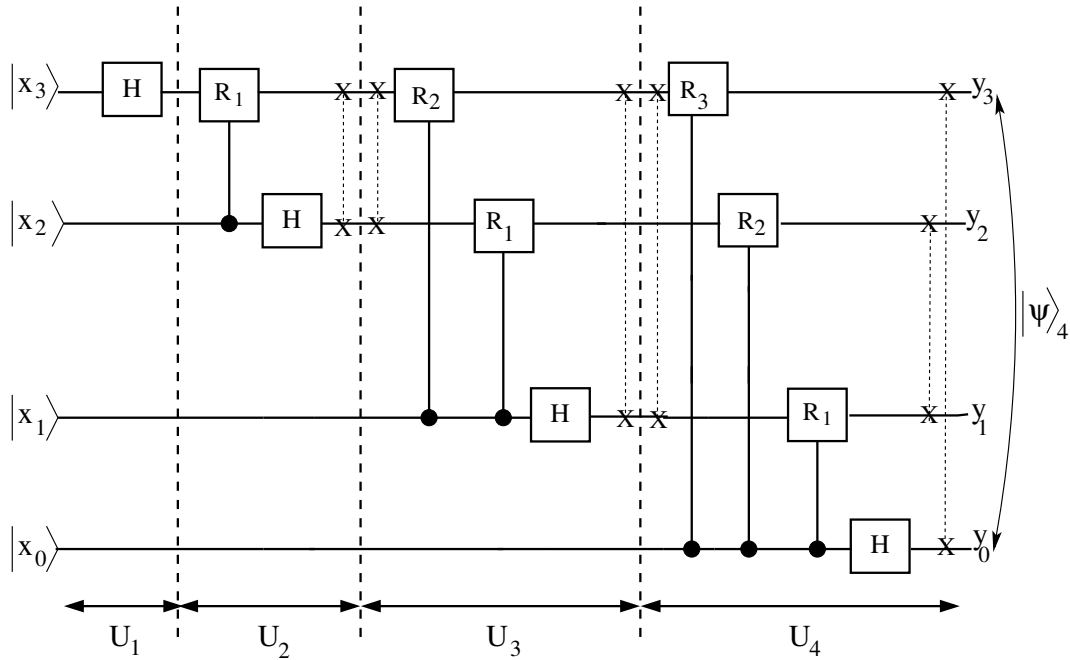 |x₃⟩ H R₁ X X R₂ X X R₃ X y₃
|x₂⟩ H X X R₁ R₂ X y₂
|ψ⟩₄
|x₁⟩ H X X R₁ X y₁
|x₀⟩ H X y₀
U₁ U₂ U₃ U₄